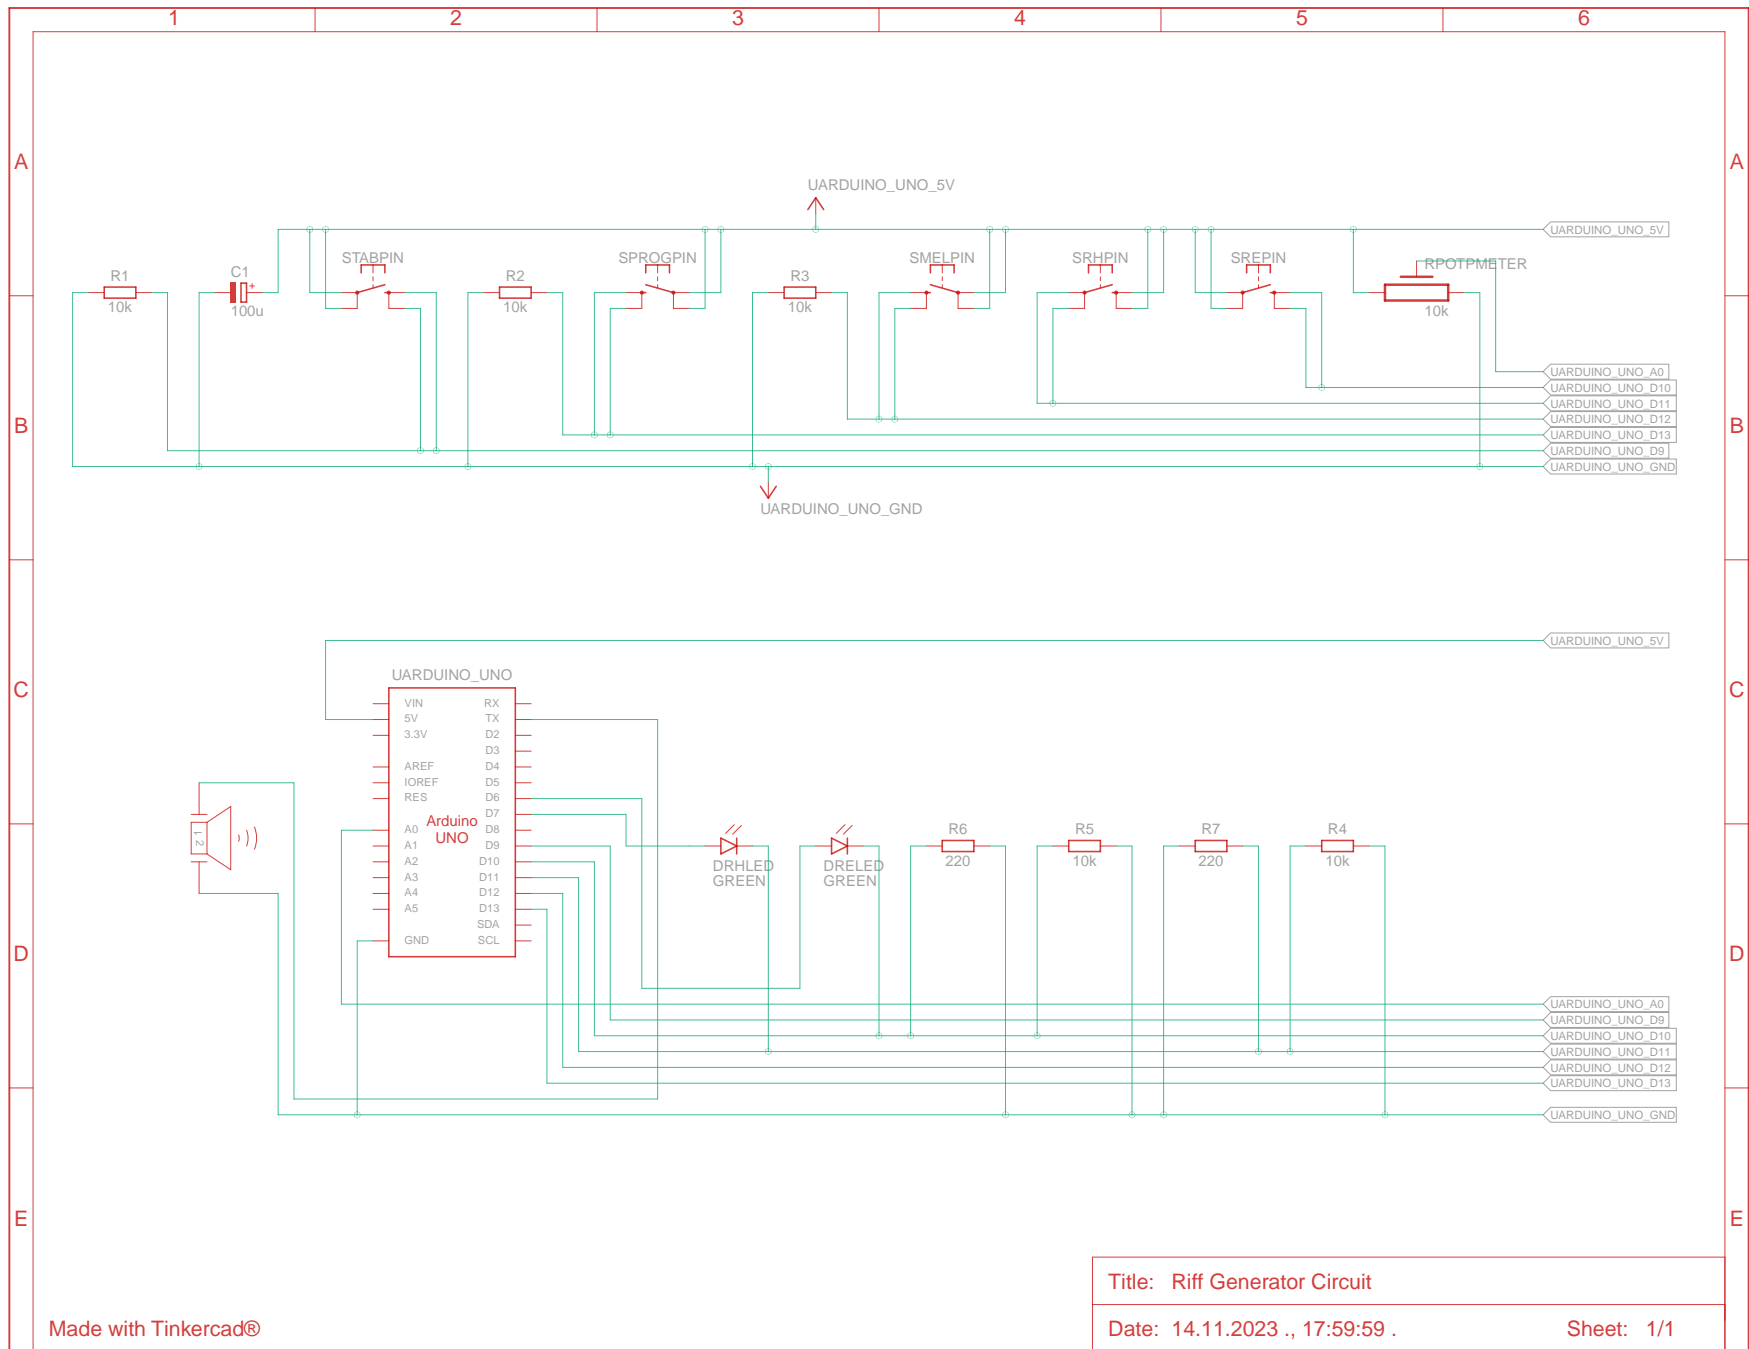 1 2 3 4 5 6
A A
UARDUINO_UNO_5V
UARDUINO_UNO_5V
STABPIN SPROGPIN SMELPIN SRHPIN SREPIN RPOTPMETER
R1 C1 R2 R3
+
10k 100u 10k 10k 10k
UARDUINO_UNO_A0
UARDUINO_UNO_D10
UARDUINO_UNO_D11
UARDUINO_UNO_D12
B B
UARDUINO_UNO_D13
UARDUINO_UNO_D9
UARDUINO_UNO_GND
UARDUINO_UNO_GND
UARDUINO_UNO_5V
UARDUINO_UNO
C C
VIN RX
5V TX
3.3V D2
D3
AREF D4
IOREF D5
RES D6
D7
Arduino
UNO
A0 D8
A1 D9
A2 D10
A3 D11
A4 D12
A5 D13
SDA
GND SCL
1 2
R6 R5 R7 R4
220 10k 220 10k
DRHLED DRELED
GREEN GREEN
D D
UARDUINO_UNO_A0
UARDUINO_UNO_D9
UARDUINO_UNO_D10
UARDUINO_UNO_D11
UARDUINO_UNO_D12
UARDUINO_UNO_D13
UARDUINO_UNO_GND
E E
Title: Riff Generator Circuit
Made with Tinkercad®
Date: 14.11.2023 ., 17:59:59 . Sheet: 1/1